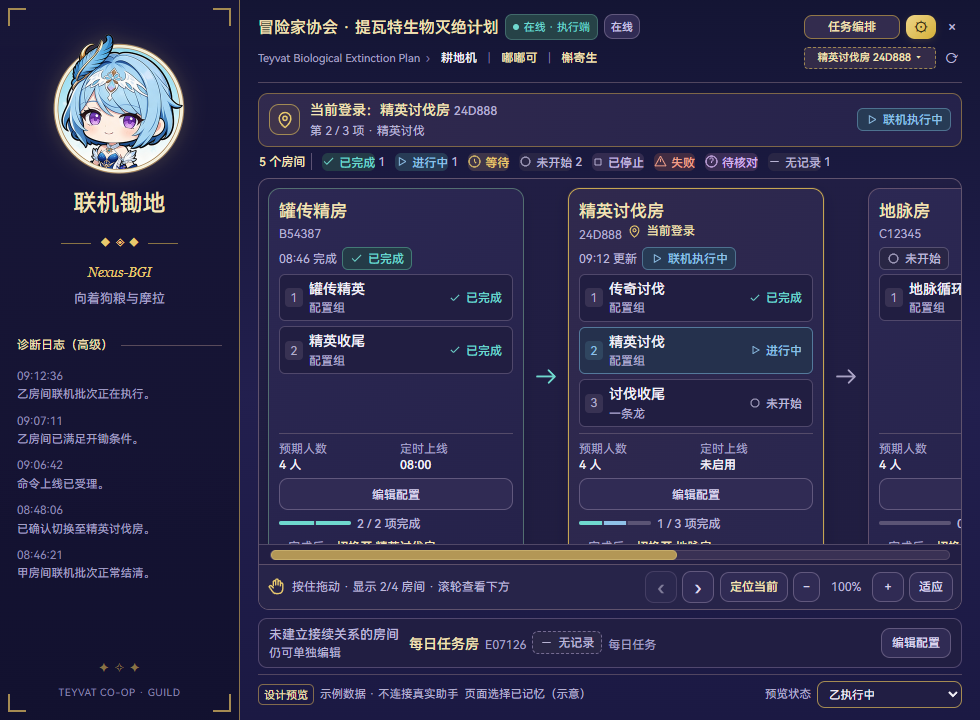 联机锄地
Nexus-BGI
向着狗粮与摩拉
诊断日志（高级）
09:12:36
乙房间联机批次正在执行。
09:07:11
乙房间已满足开锄条件。
09:06:42
命令上线已受理。
08:48:06
已确认切换至精英讨伐房。
08:46:21
甲房间联机批次正常结清。
TEYVAT CO-OP · GUILD
冒险家协会 · 提瓦特生物灭绝计划 在线 · 执行端 在线 任务编排 ×
Teyvat Biological Extinction Plan › 耕地机 | 嘟嘟可 | 槲寄生 精英讨伐房 24D888
当前登录：精英讨伐房 24D888
第 2 / 3 项 · 精英讨伐
联机执行中
5 个房间 已完成 1 进行中 1 等待 未开始 2 已停止 失败 待核对 无记录 1
罐传精房
B54387
08:46 完成 已完成
1 罐传精英 已完成
配置组
2 精英收尾 已完成
配置组
预期人数 定时上线
4 人 08:00
编辑配置
2 / 2 项完成
精英讨伐房
24D888 当前登录
09:12 更新 联机执行中
1 传奇讨伐 已完成
配置组
2 精英讨伐 进行中
配置组
3 讨伐收尾 未开始
一条龙
预期人数 定时上线
4 人 未启用
编辑配置
1 / 3 项完成
地脉房
C12345
未开始
1 地脉循环
配置组
预期人数
4 人
按住拖动 · 显示 2/4 房间 · 滚轮查看下方 ‹ › 定位当前 − 100% + 适应
未建立接续关系的房间
仍可单独编辑
每日任务房 E07126 无记录 每日任务 编辑配置
设计预览 示例数据 · 不连接真实助手 页面选择已记忆（示意） 预览状态 乙执行中